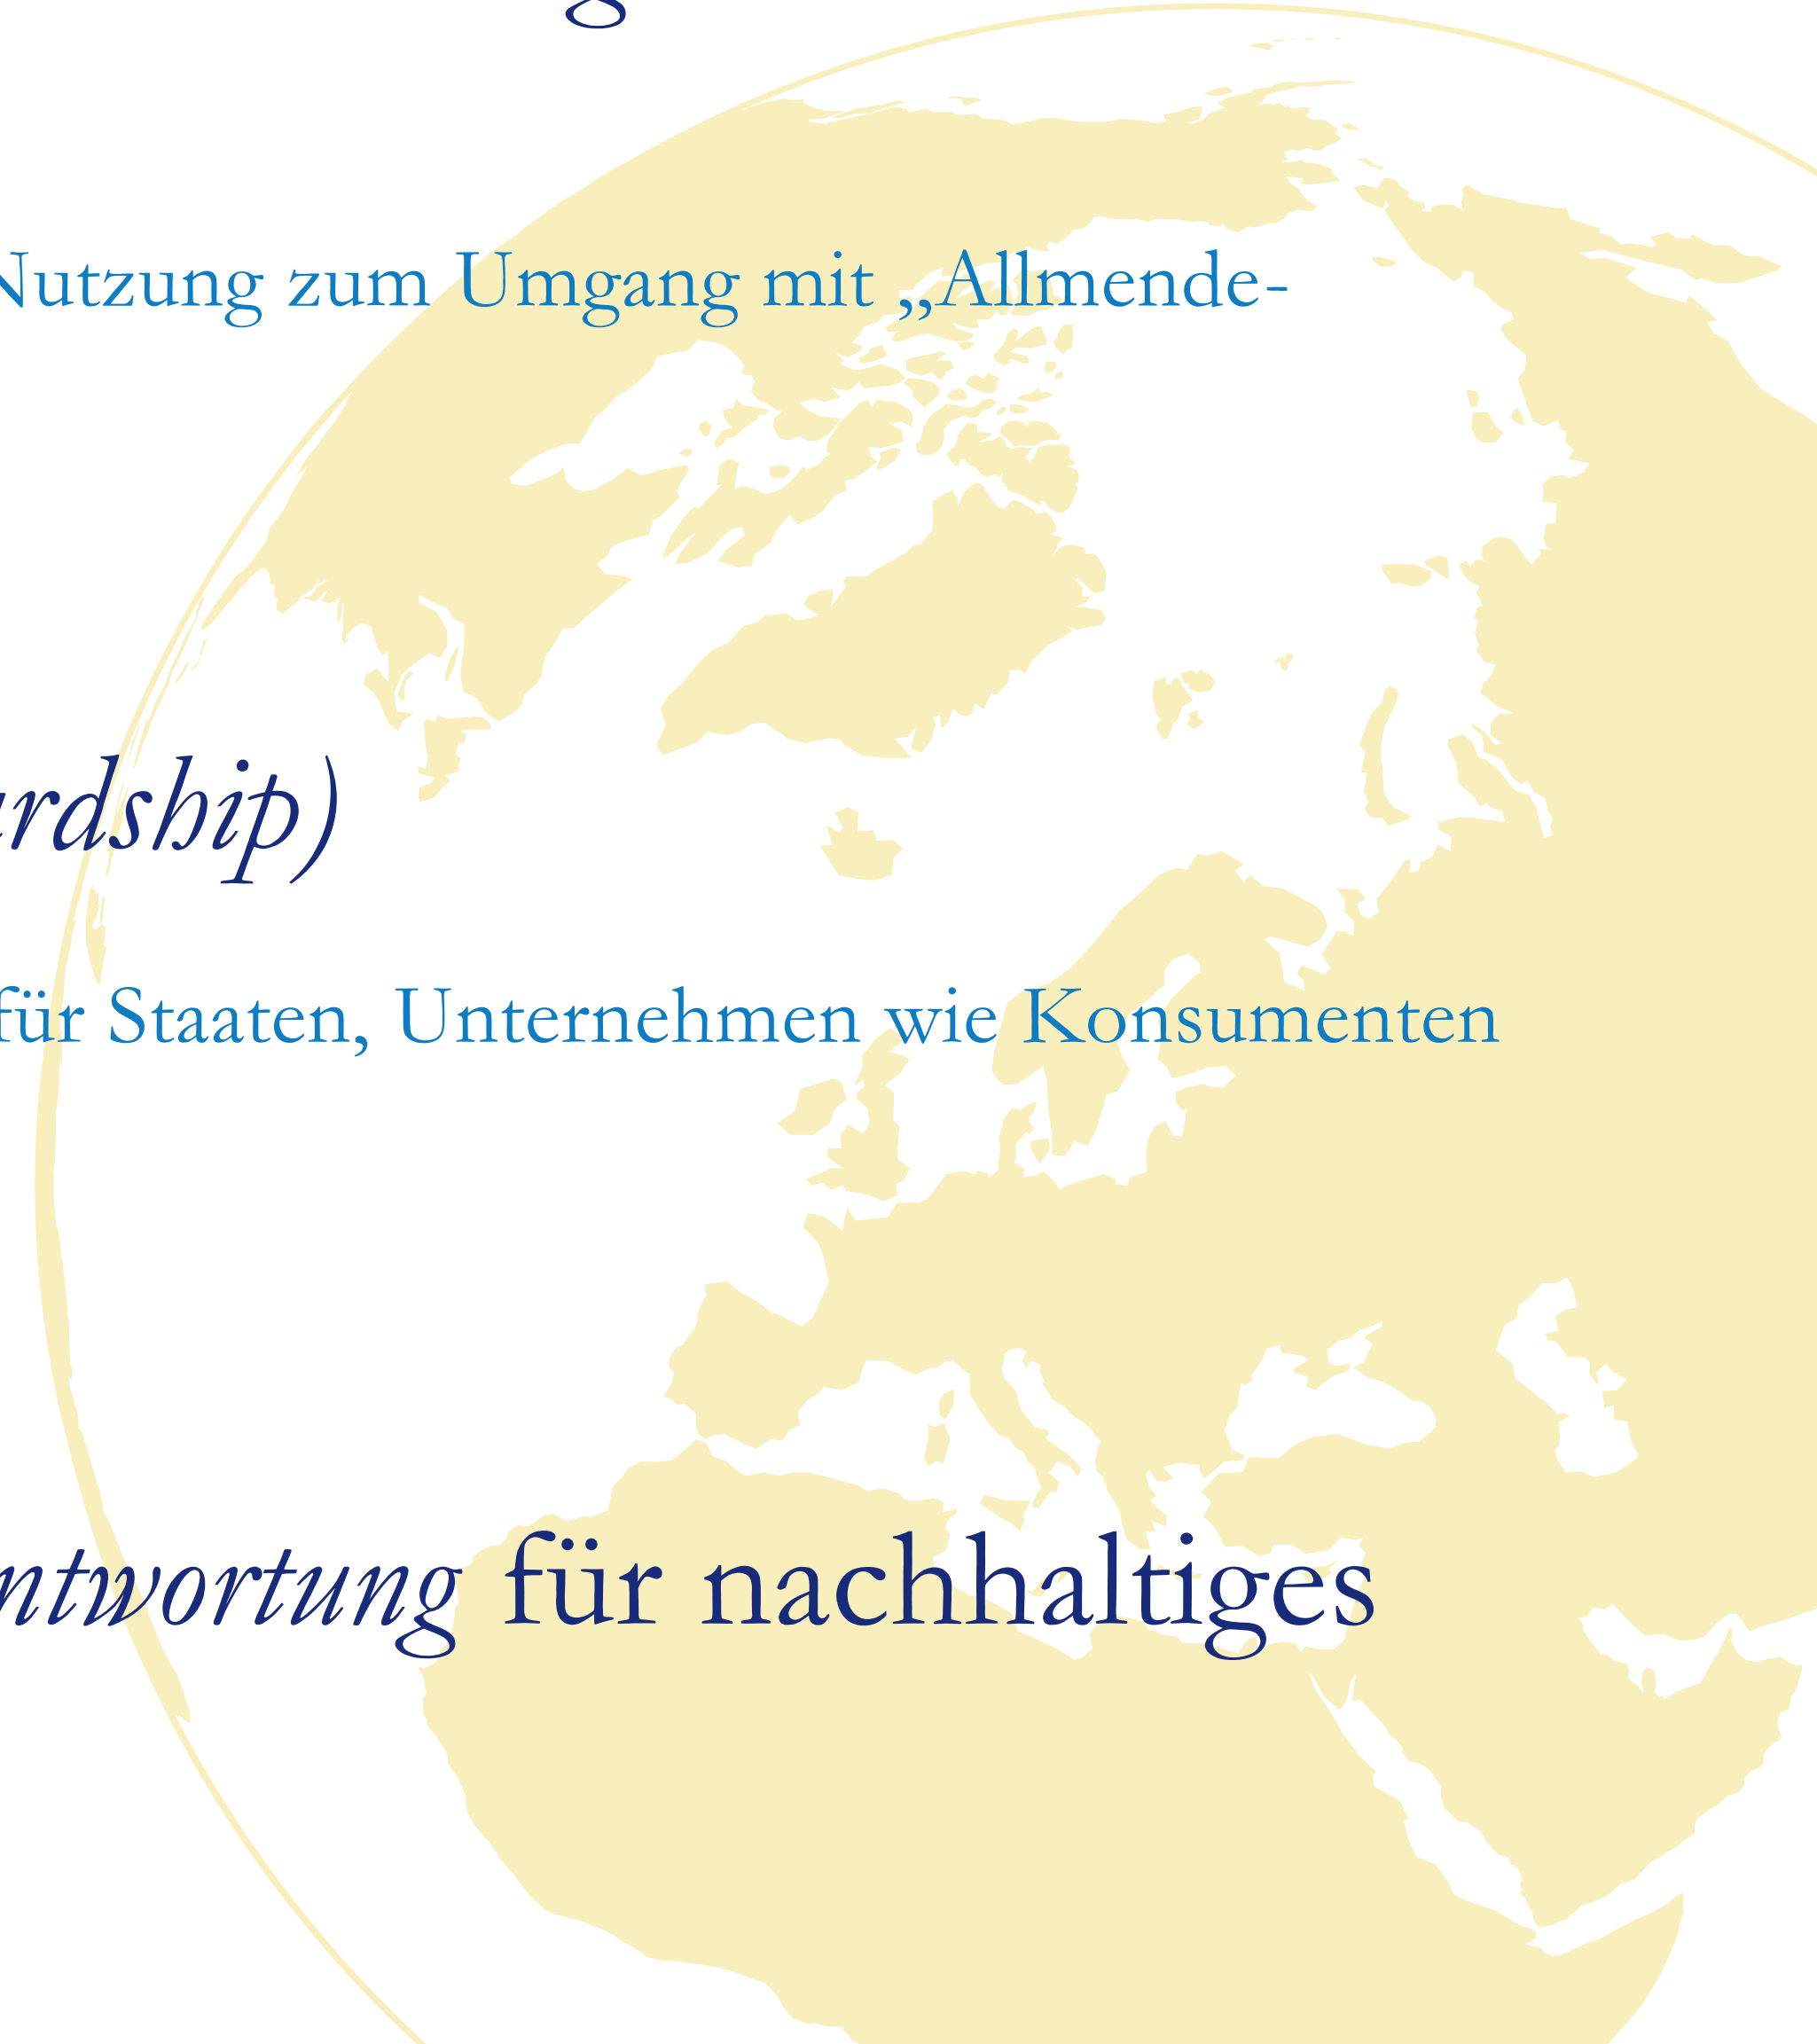 Nutzung zum Umgang mit „Allmende-
rdship)
für Staaten, Unternehmen wie Konsumenten
ntwortung für nachhaltiges